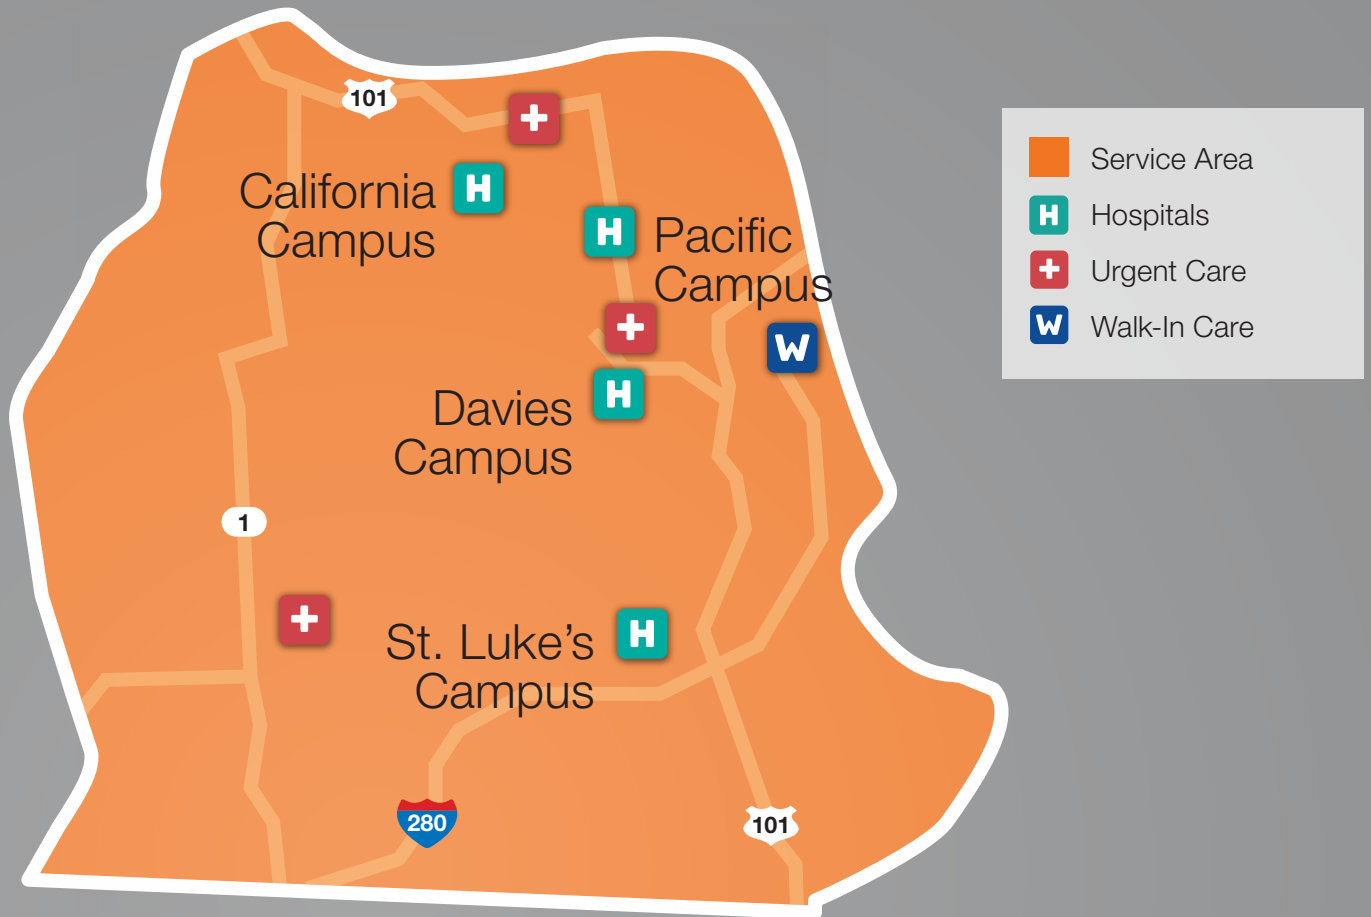 101
California
Campus
H
H
Pacific
Campus
W
H
Davies
Campus
1
H
St. Luke’s
Campus
280
101
Service Area
H
Hospitals
Urgent Care
W
Walk-In Care